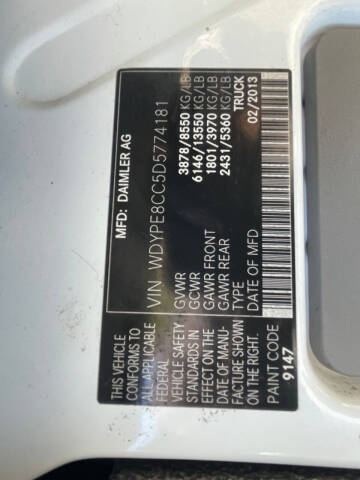 MFD: DAIMLER AG
VIN WDYPE8CC5D5774181
GVWR 3878/8550 KG/LB
GCWR 6146/13550 KG/LB
GAWR FRONT 1801/3970 KG/LB
GAWR REAR 2431/5360 KG/LB
TYPE TRUCK
DATE OF MFD 02/2013
THIS VEHICLE
CONFORMS TO
ALL APPLICABLE
FEDERAL
VEHICLE SAFETY
STANDARDS IN
EFFECT ON THE
DATE OF MANU-
FACTURE SHOWN
ON THE RIGHT.
PAINT CODE
9147